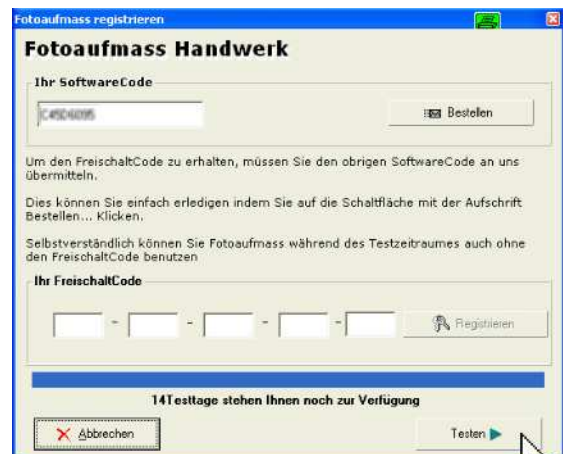 Fotoaufmass registrieren
Fotoaufmass Handwerk
Ihr SoftwareCode
Bestellen
Um den FreischaltCode zu erhalten, müssen Sie den obrigen SoftwareCode an uns
übermitteln.
Dies können Sie einfach erledigen indem Sie auf die Schaltfläche mit der Aufschrift
Bestellen... Klicken.
Selbstverständlich können Sie Fotoaufmass während des Testzeitraumes auch ohne
den FreischaltCode benutzen
Ihr FreischaltCode
- - - -
Registrieren
14Testtage stehen Ihnen noch zur Verfügung
Abbrechen
Testen